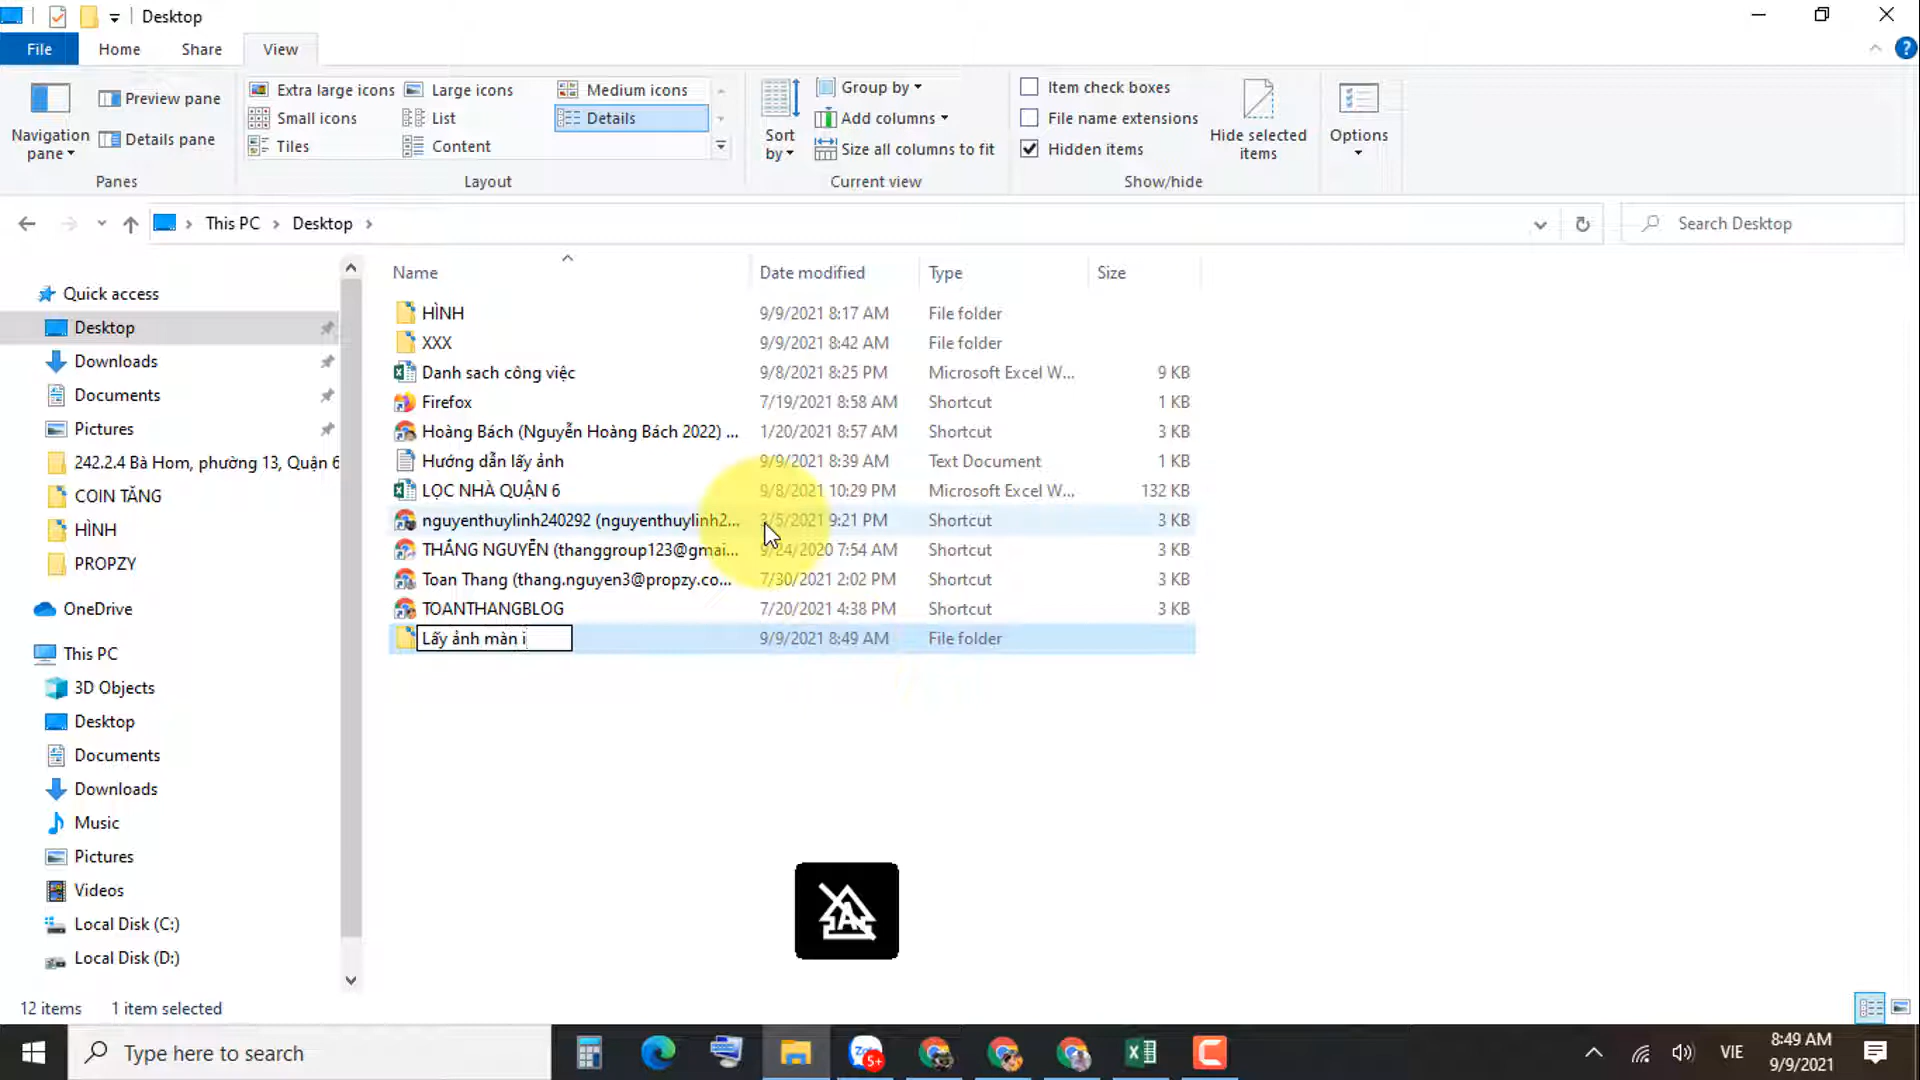 Desktop
File Home Share View
Navigation pane
Preview pane
Details pane
Panes
Extra large icons Large icons Medium icons
Small icons List Details
Tiles Content
Layout
Sort by
Group by
Add columns
Size all columns to fit
Current view
Item check boxes
File name extensions
Hidden items
Hide selected items
Show/hide
Options
This PC > Desktop >
Search Desktop
Quick access
Desktop
Downloads
Documents
Pictures
242.2.4 Bà Hom, phường 13, Quận 6
COIN TĂNG
HÌNH
PROPZY
OneDrive
This PC
3D Objects
Desktop
Documents
Downloads
Music
Pictures
Videos
Local Disk (C:)
Local Disk (D:)
Name Date modified Type Size
HÌNH 9/9/2021 8:17 AM File folder
XXX 9/9/2021 8:42 AM File folder
Danh sach công việc 9/8/2021 8:25 PM Microsoft Excel W... 9 KB
Firefox 7/19/2021 8:58 AM Shortcut 1 KB
Hoàng Bách (Nguyễn Hoàng Bách 2022) ... 1/20/2021 8:57 AM Shortcut 3 KB
Hướng dẫn lấy ảnh 9/9/2021 8:39 AM Text Document 1 KB
LỌC NHÀ QUẬN 6 9/8/2021 10:29 PM Microsoft Excel W... 132 KB
nguyenthuylinh240292 (nguyenthuylinh2... 3/5/2021 9:21 PM Shortcut 3 KB
THẮNG NGUYỄN (thanggroup123@gmai... 9/24/2020 7:54 AM Shortcut 3 KB
Toan Thang (thang.nguyen3@propzy.co... 7/30/2021 2:02 PM Shortcut 3 KB
TOANTHANGBLOG 7/20/2021 4:38 PM Shortcut 3 KB
Lấy ảnh màn i 9/9/2021 8:49 AM File folder
A
12 items 1 item selected
Type here to search
Zalo 5+
VIE
8:49 AM
9/9/2021